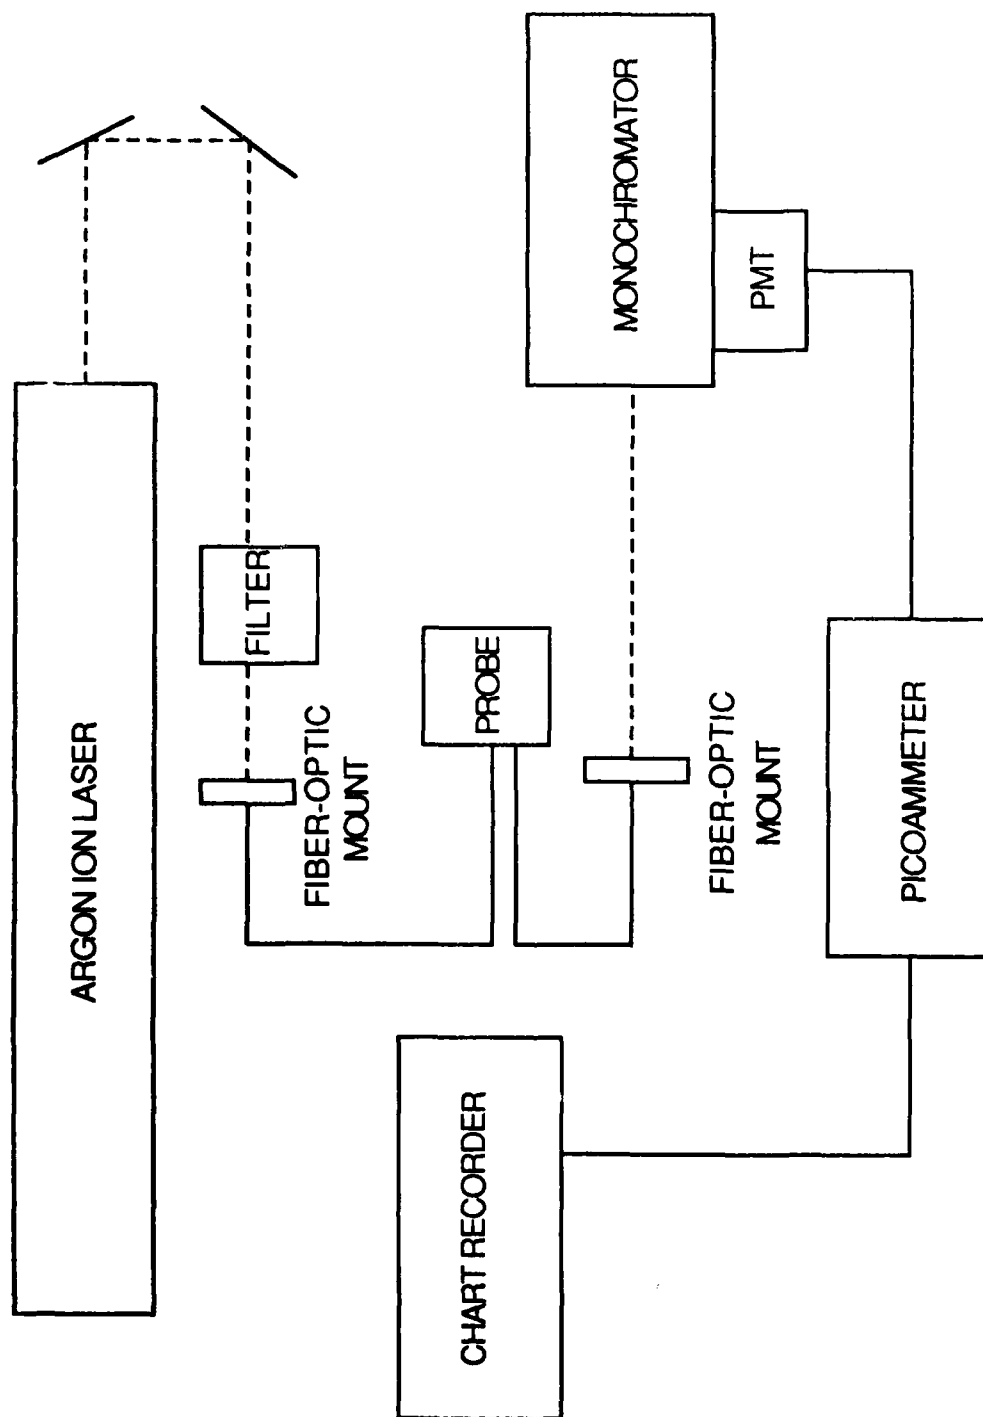 ARGON ION LASER
FILTER
FIBER-OPTIC
MOUNT
PROBE
CHART RECORDER
MONOCHROMATOR
PMT
FIBER-OPTIC
MOUNT
PICOAMMETER